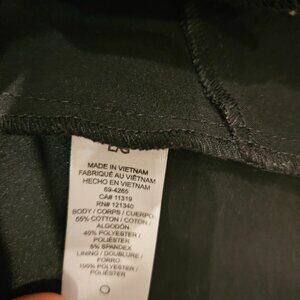 L/G
MADE IN VIETNAM
FABRIQUÉ AU VIÊTNAM
HECHO EN VIETNAM
69-4265
CA# 11319
RN# 121340
BODY / CORPS / CUERPO
55% COTTON / COTON /
ALGODÓN
40% POLYESTER /
POLIÉSTER
5% SPANDEX
LINING / DOUBLURE /
FORRO
100% POLYESTER /
POLIÉSTER